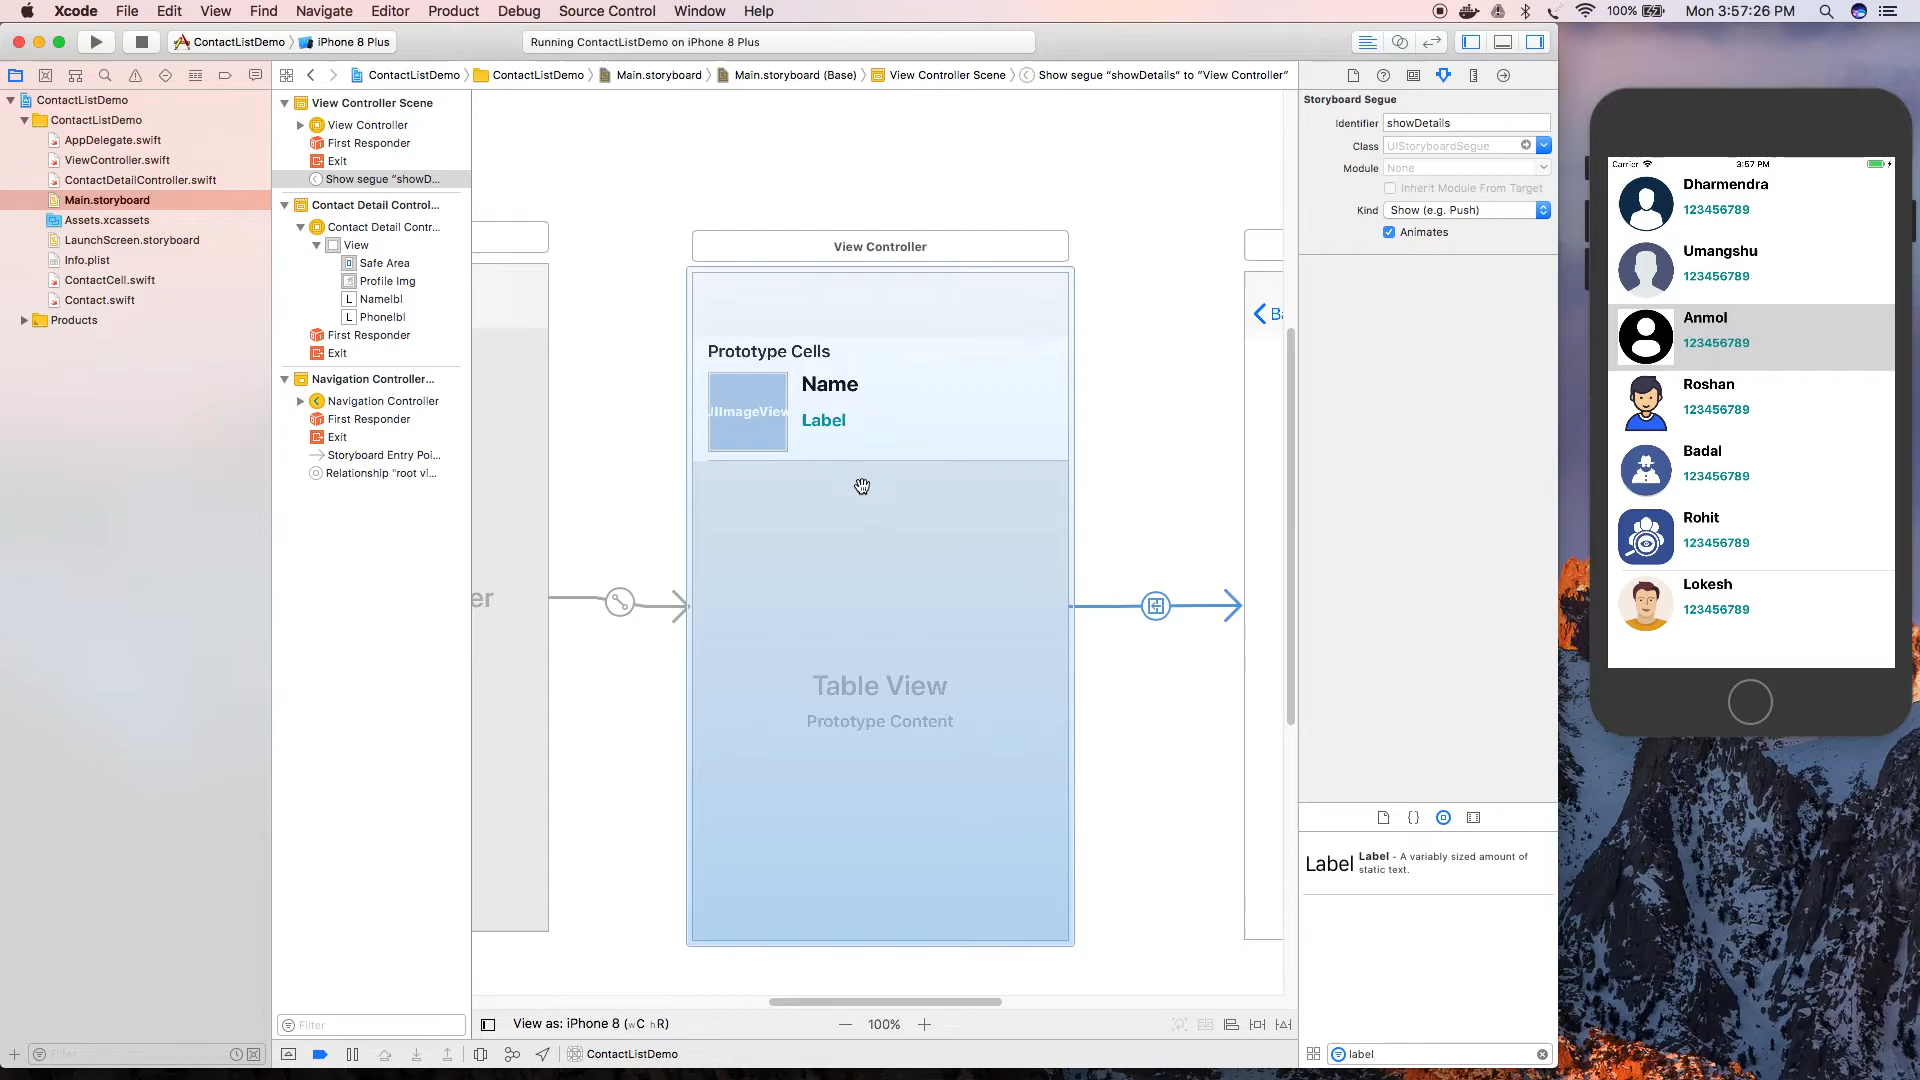 Xcode File Edit View Find Navigate Editor Product Debug Source Control Window Help
100% Mon 3:57:26 PM
ContactListDemo iPhone 8 Plus
Running ContactListDemo on iPhone 8 Plus
ContactListDemo ContactListDemo Main.storyboard Main.storyboard (Base) View Controller Scene Show segue "showDetails" to "View Controller"
ContactListDemo
ContactListDemo
AppDelegate.swift
ViewController.swift
ContactDetailController.swift
Main.storyboard
Assets.xcassets
LaunchScreen.storyboard
Info.plist
ContactCell.swift
Contact.swift
Products
Filter
View Controller Scene
View Controller
First Responder
Exit
Show segue "showD...
Contact Detail Control...
Contact Detail Contr...
View
Safe Area
Profile Img
L Namelbl
L Phonelbl
First Responder
Exit
Navigation Controller...
Navigation Controller
First Responder
Exit
Storyboard Entry Poi...
Relationship "root vi...
Filter
er
View Controller
Prototype Cells
UIImageView
Name
Label
Table View
Prototype Content
Ba
View as: iPhone 8 (wC hR)
100%
ContactListDemo
Storyboard Segue
Identifier showDetails
Class UIStoryboardSegue
Module None
Inherit Module From Target
Kind Show (e.g. Push)
Animates
Label
Label - A variably sized amount of
static text.
label
Carrier 3:57 PM
Dharmendra
123456789
Umangshu
123456789
Anmol
123456789
Roshan
123456789
Badal
123456789
Rohit
123456789
Lokesh
123456789